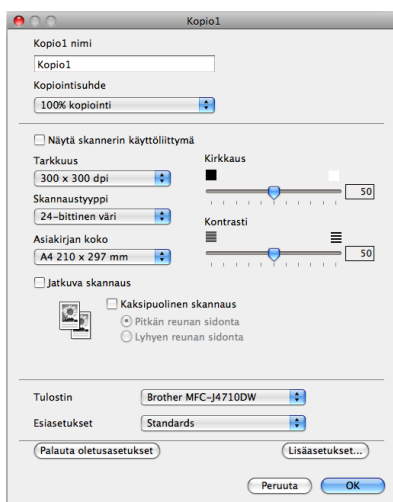 Kopio1
Kopio1 nimi
Kopio1
Kopiointisuhde
100% kopiointi
Näytä skannerin käyttöliittymä
Tarkkuus
300 x 300 dpi
Skannaustyyppi
24-bittinen väri
Asiakirjan koko
A4 210 x 297 mm
Kirkkaus
50
Kontrasti
50
Jatkuva skannaus
Kaksipuolinen skannaus
Pitkän reunan sidonta
Lyhyen reunan sidonta
Tulostin
Brother MFC-J4710DW
Esiasetukset
Standards
Palauta oletusasetukset
Lisäasetukset...
Peruuta
OK